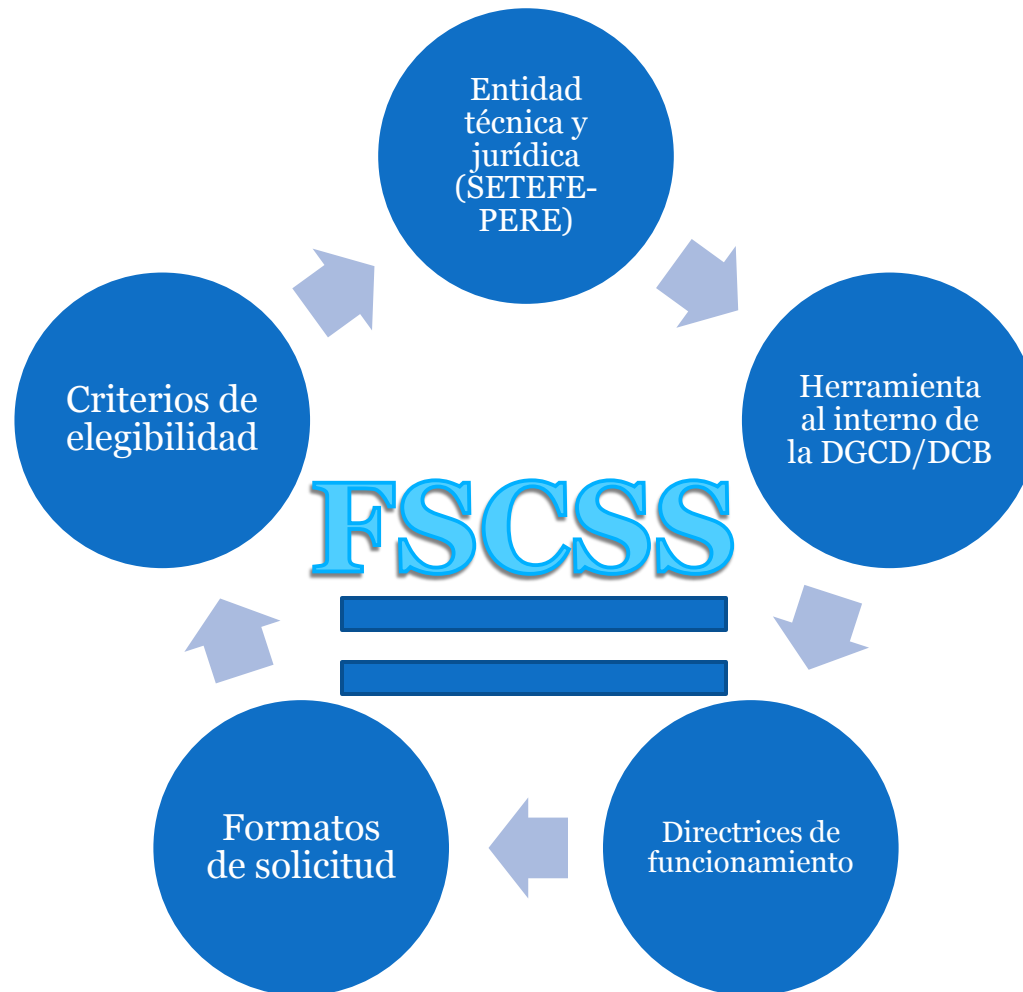 Entidad
técnica y
jurídica
(SETEFE-
PERE)
Herramienta
al interno de
la DGCD/DCB
Directrices de
funcionamiento
Formatos
de solicitud
Criterios de
elegibilidad
FSCSS